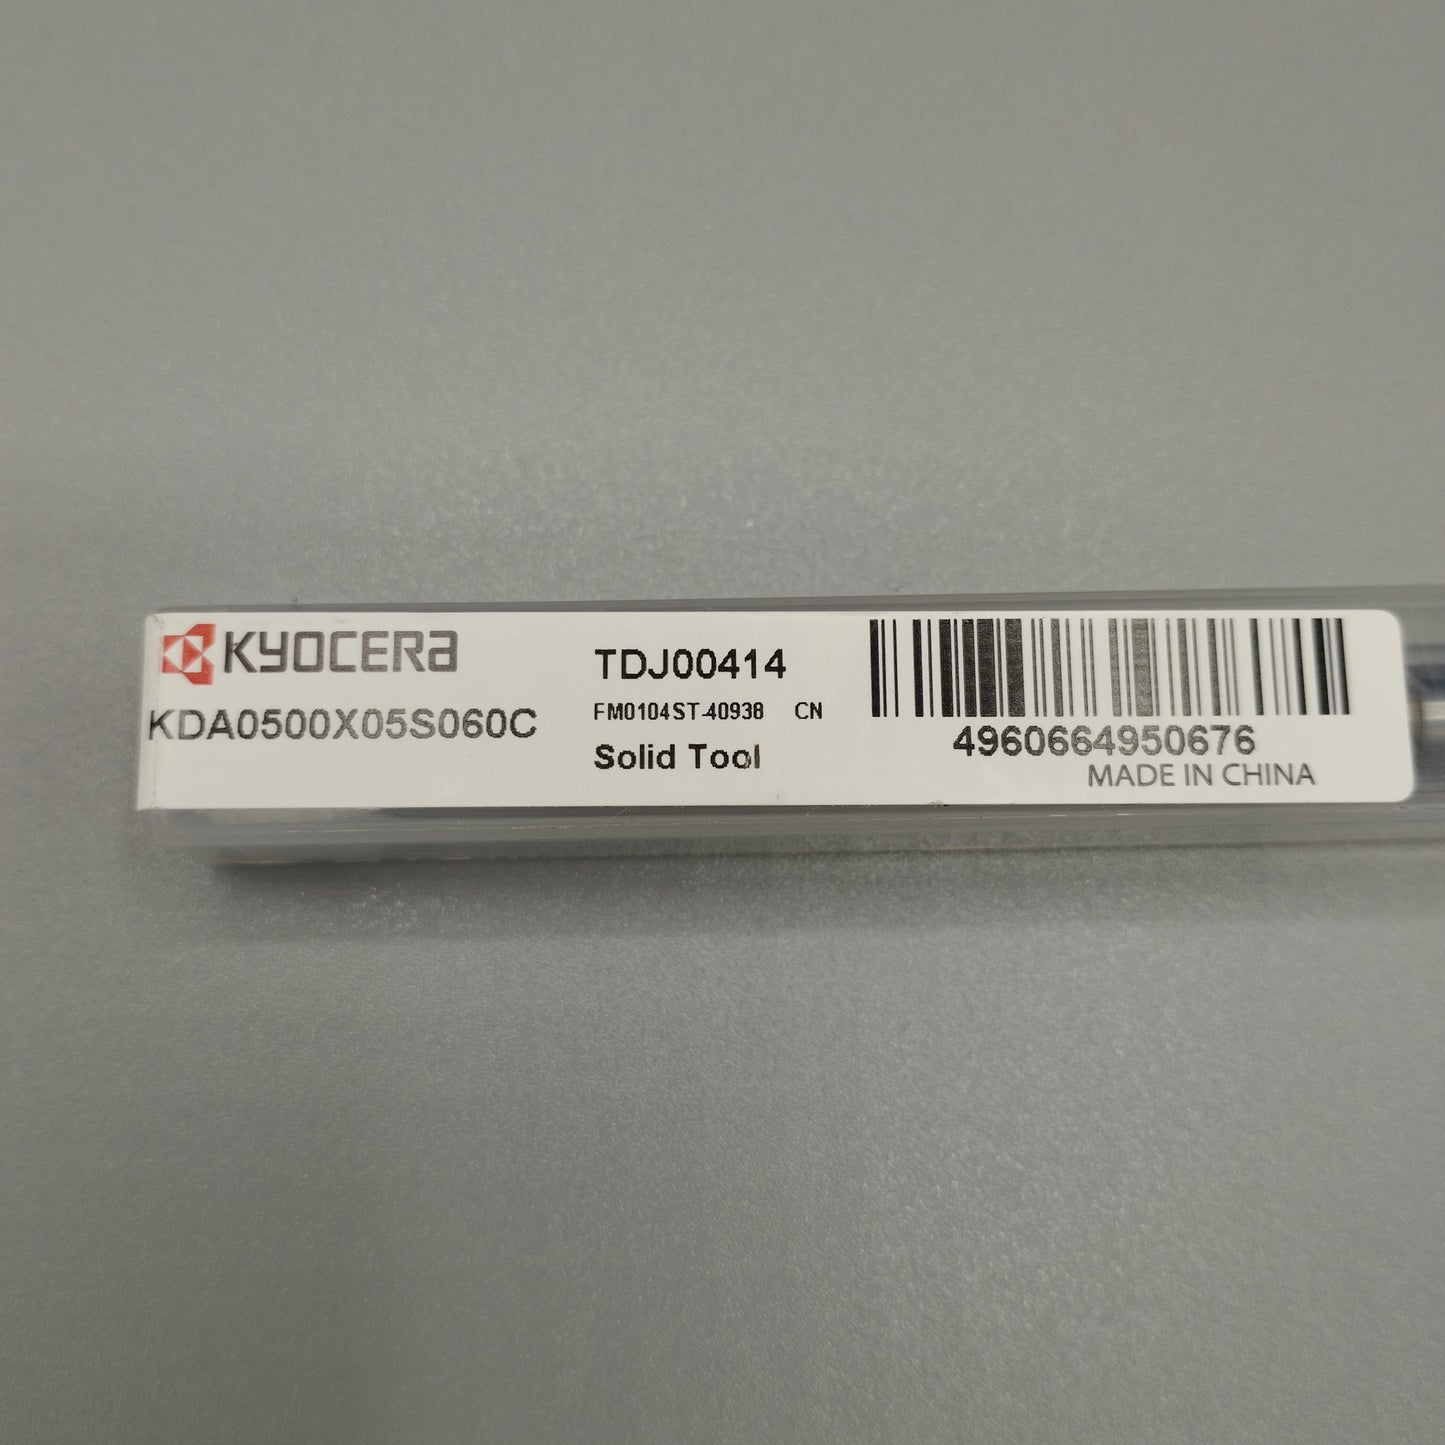 KYOCERA
KDA0500X05S060C
TDJ00414
FM0104ST-40938 CN
Solid Tool
4960664950676
MADE IN CHINA